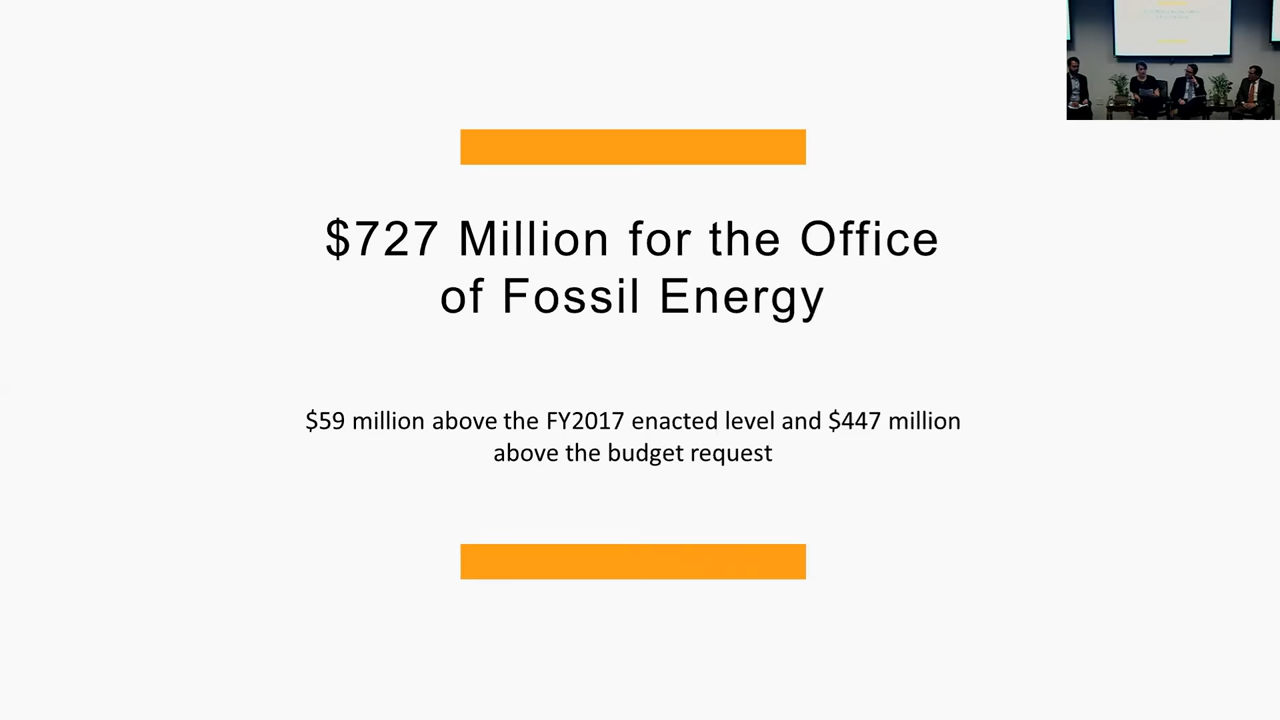 $727 Million for the Office
of Fossil Energy
$59 million above the FY2017 enacted level and $447 million
above the budget request